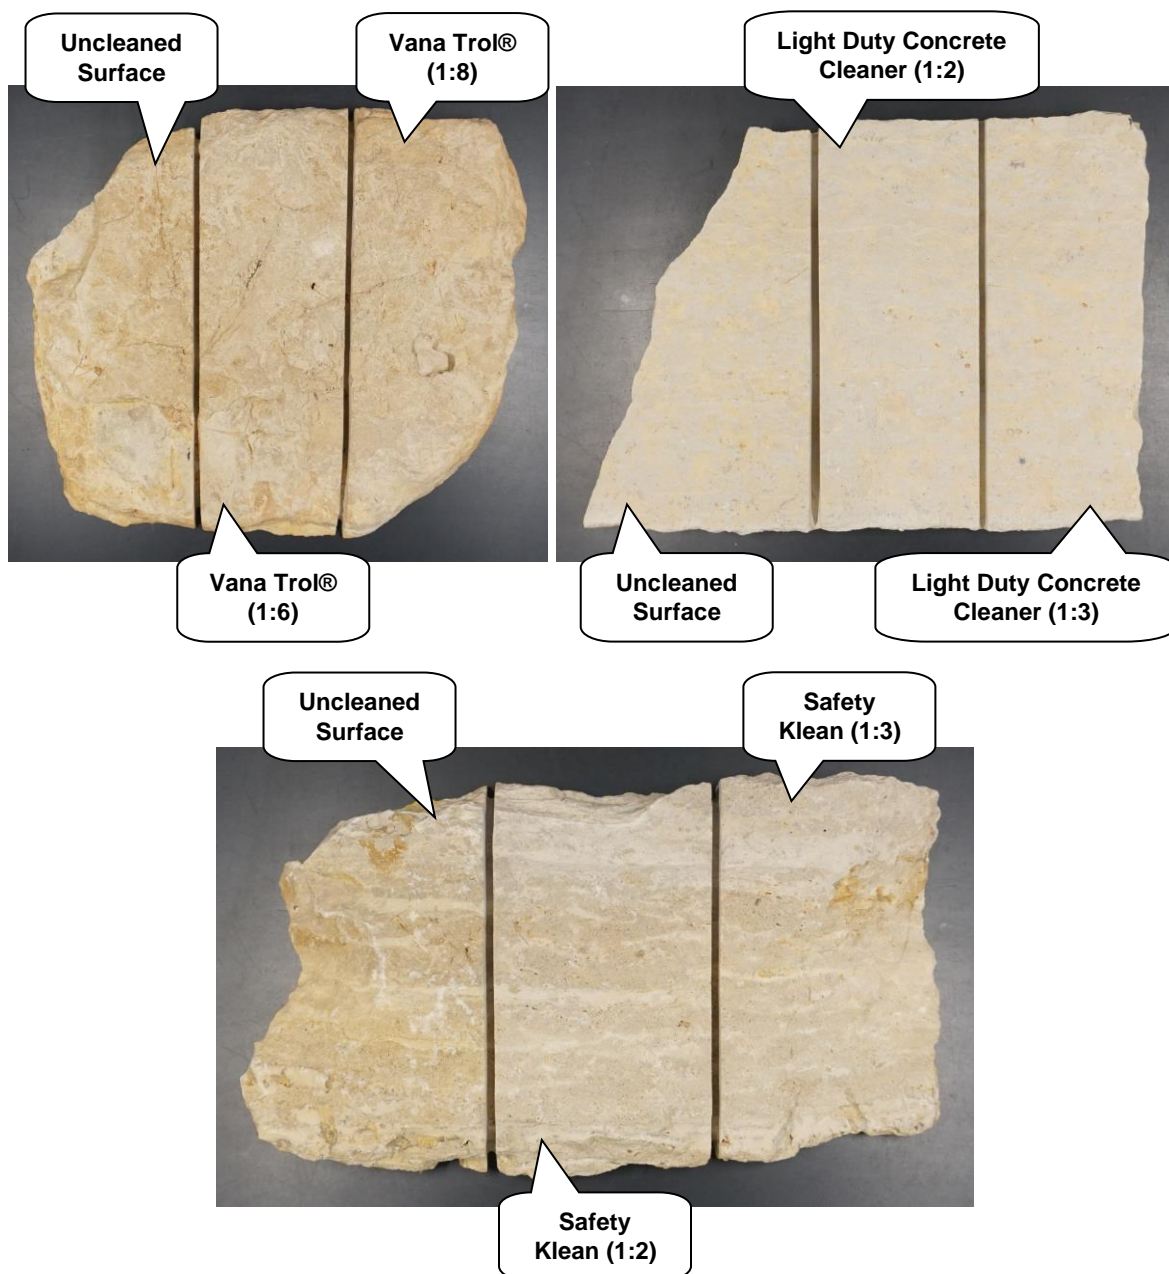 Uncleaned
Surface
Vana Trol®
(1:8)
Light Duty Concrete
Cleaner (1:2)
Vana Trol®
(1:6)
Uncleaned
Surface
Light Duty Concrete
Cleaner (1:3)
Uncleaned
Surface
Safety
Klean (1:3)
Safety
Klean (1:2)